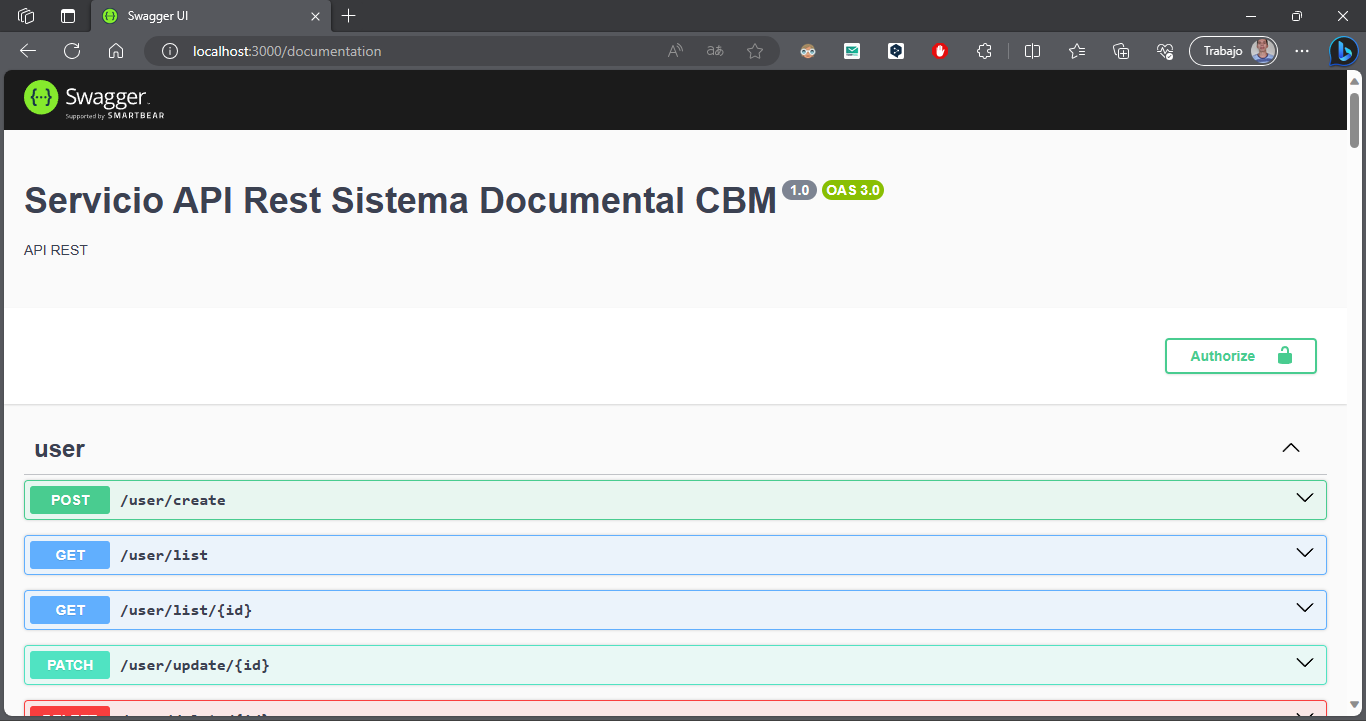 Swagger UI
localhost:3000/documentation
Trabajo
Swagger
Supported by SMARTBEAR
Servicio API Rest Sistema Documental CBM 1.0 OAS 3.0
API REST
Authorize
user
POST /user/create
GET /user/list
GET /user/list/{id}
PATCH /user/update/{id}